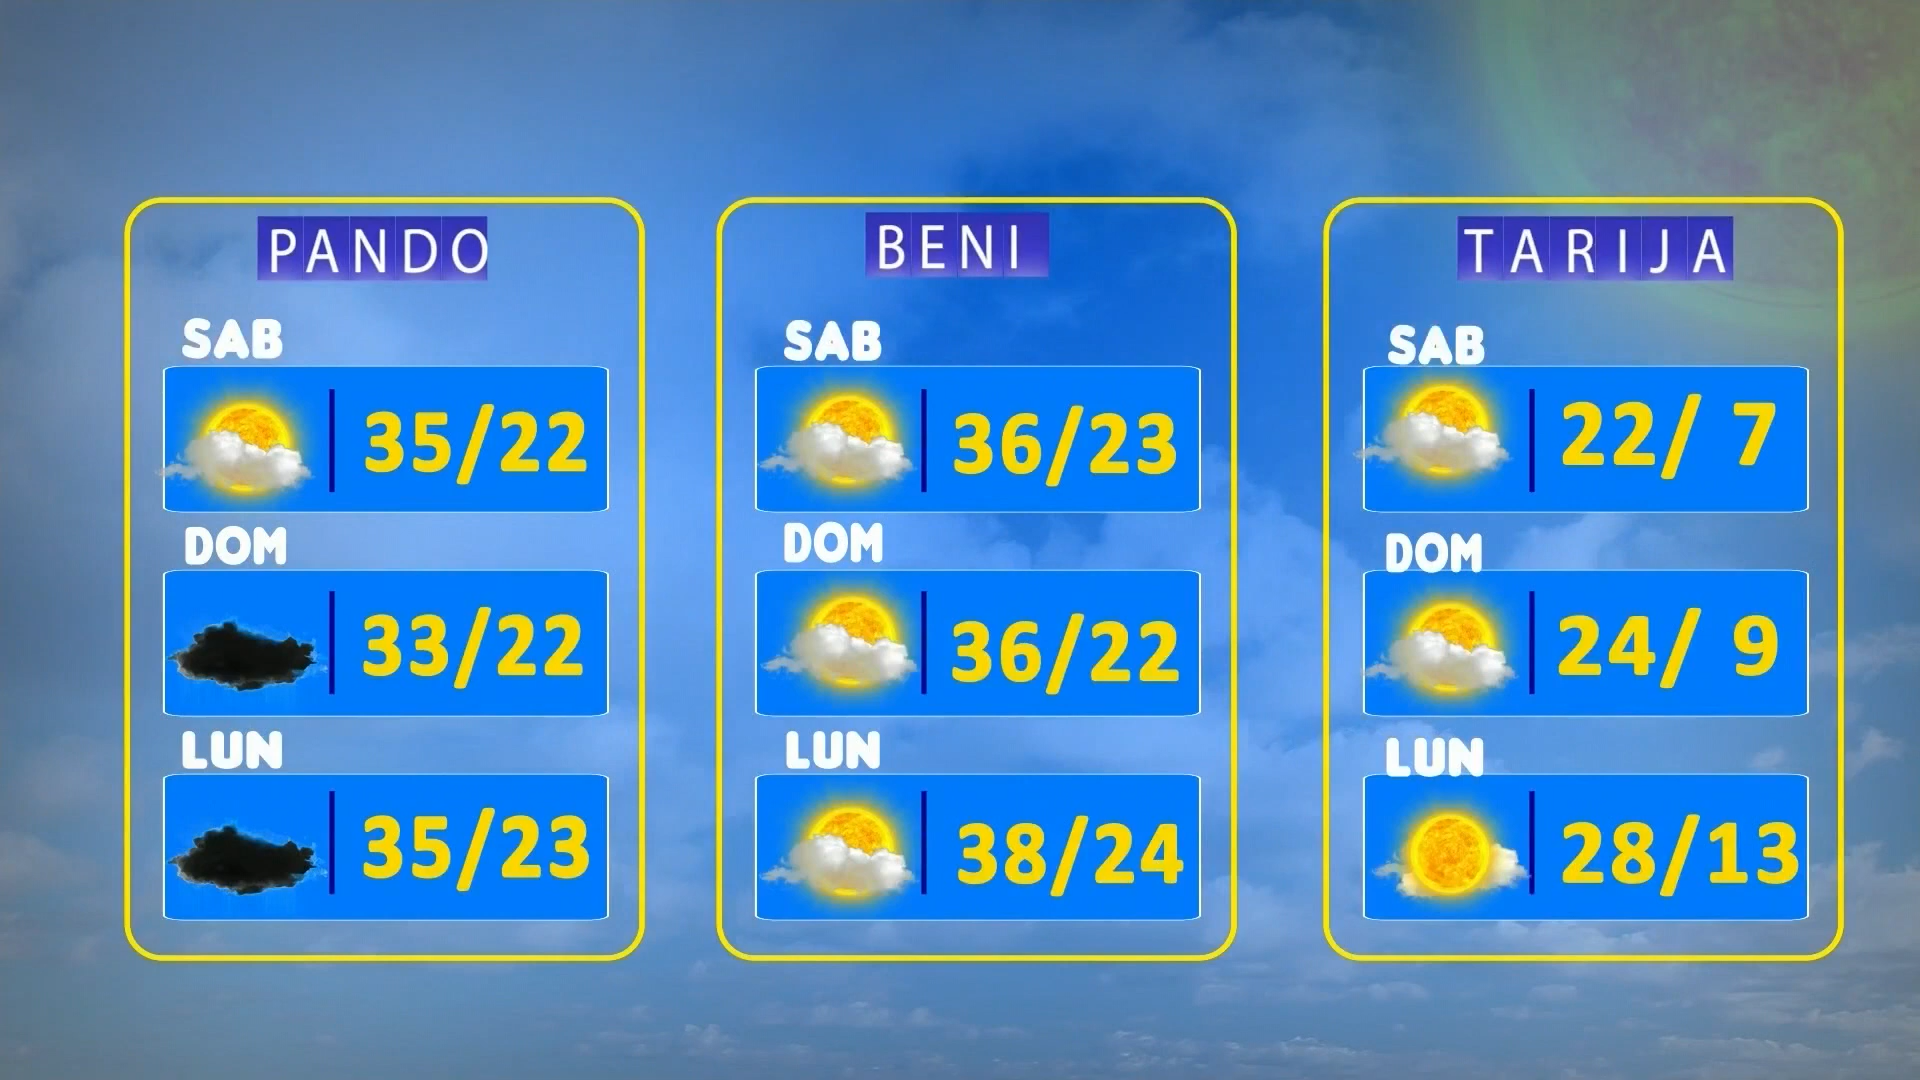 PANDO
SAB
35/22
DOM
33/22
LUN
35/23
BENI
SAB
36/23
DOM
36/22
LUN
38/24
TARIJA
SAB
22/ 7
DOM
24/ 9
LUN
28/13